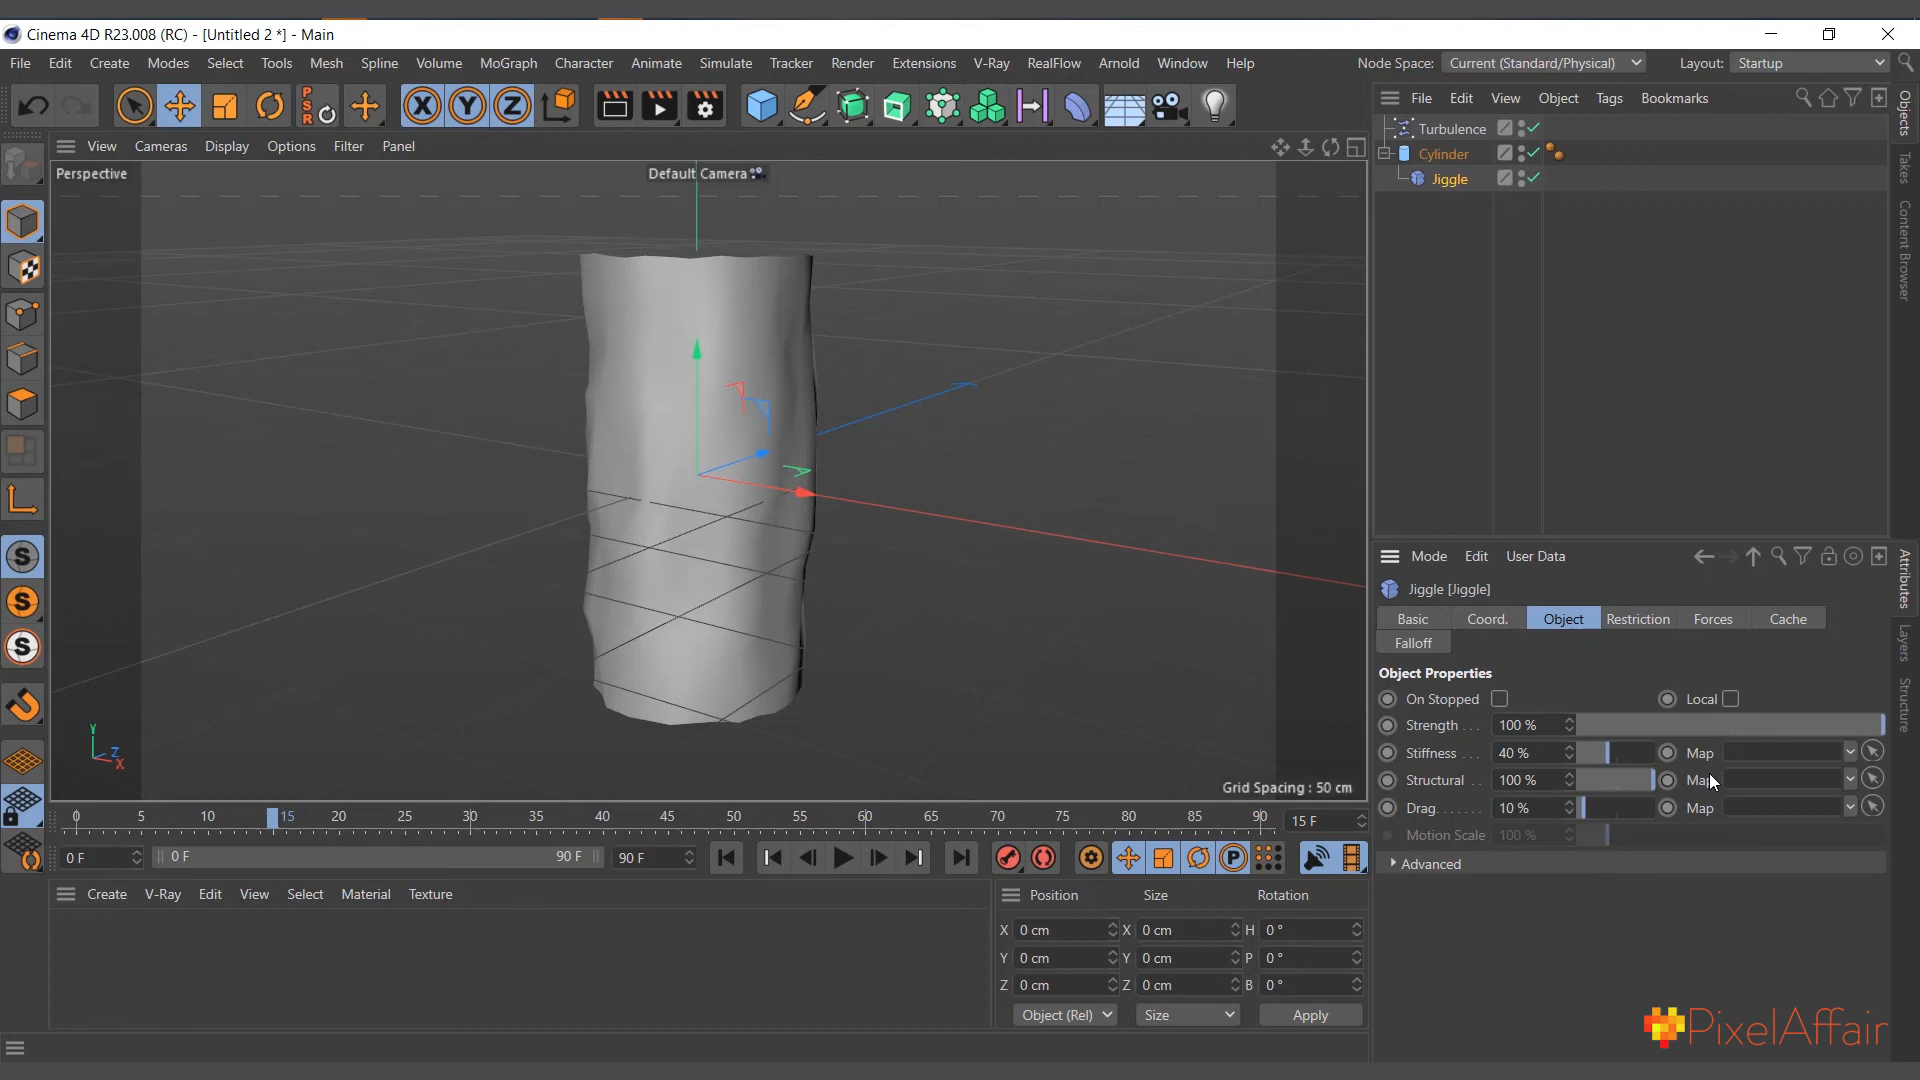 Cinema 4D R23.008 (RC) - [Untitled 2 *] - Main
File Edit Create Modes Select Tools Mesh Spline Volume MoGraph Character Animate Simulate Tracker Render Extensions V-Ray RealFlow Arnold Window Help Node Space: Current (Standard/Physical) Layout: Startup
P S R X Y Z
File Edit View Object Tags Bookmarks
Objects
Takes
Content Browser
Turbulence
Cylinder
Jiggle
View Cameras Display Options Filter Panel
Perspective
Default Camera
Y
Z
X
Grid Spacing : 50 cm
S
S
S
Mode Edit User Data
Attributes
Layers
Structure
Jiggle [Jiggle]
Basic Coord. Object Restriction Forces Cache
Falloff
Object Properties
On Stopped Local
Strength . . . 100 %
Stiffness . . . 40 % Map
Structural 100 % Map
Drag. . . . . . . 10 % Map
Motion Scale 100 %
Advanced
0 5 10 15 20 25 30 35 40 45 50 55 60 65 70 75 80 85 90 15 F
0 F 0 F 90 F 90 F P
Create V-Ray Edit View Select Material Texture
Position Size Rotation
X 0 cm X 0 cm H 0 °
Y 0 cm Y 0 cm P 0 °
Z 0 cm Z 0 cm B 0 °
Object (Rel) Size Apply
PixelAffair